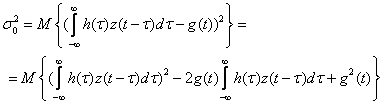 σ₀² = M{(∫_{-∞}^{∞} h(τ)z(t−τ)dτ−g(t))²} =
= M{(∫_{-∞}^{∞} h(τ)z(t−τ)dτ)² −2g(t)∫_{-∞}^{∞} h(τ)z(t−τ)dτ+g²(t)}